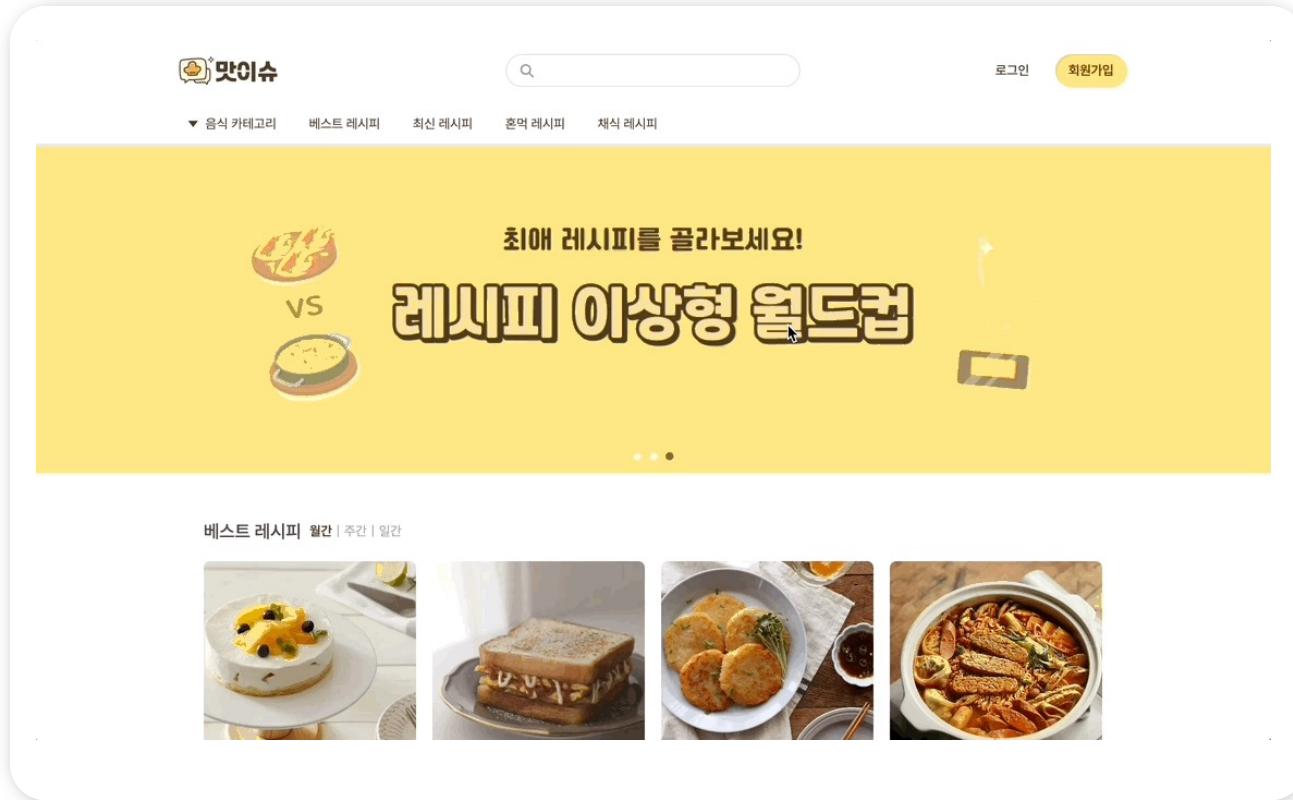 맛이슈
로그인 회원가입
▼ 음식 카테고리 베스트 레시피 최신 레시피 혼먹 레시피 채식 레시피
최애 레시피를 골라보세요!
VS
레시피 이상형 월드컵
베스트 레시피 월간 | 주간 | 일간